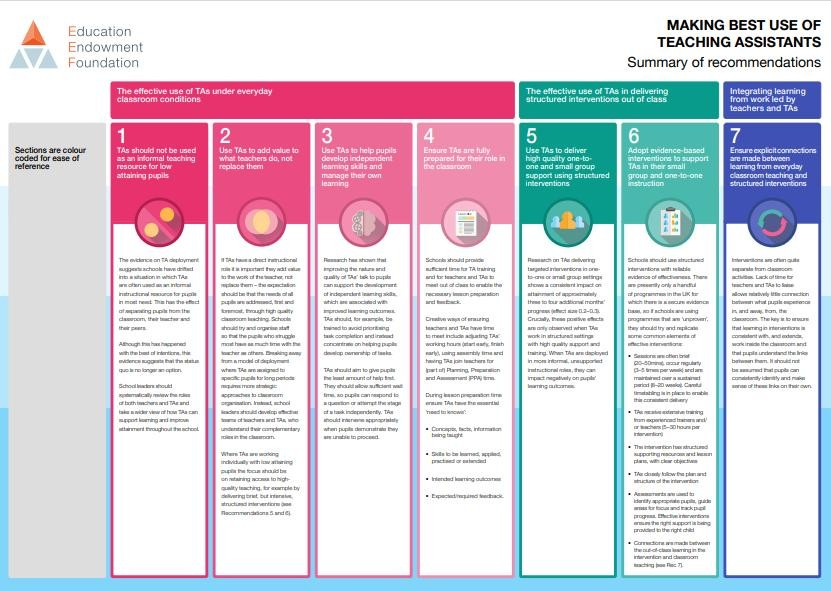 Education
Endowment
Foundation
MAKING BEST USE OF
TEACHING ASSISTANTS
Summary of recommendations
The effective use of TAs under everyday
classroom conditions
The effective use of TAs in delivering
structured interventions out of class
Integrating learning
from work led by
teachers and TAs
Sections are colour
coded for ease of
reference
1
TAs should not be used
as an informal teaching
resource for low
attaining pupils
The evidence on TA deployment
suggests schools have drifted
into a situation in which TAs
are often used as an informal
instructional resource for pupils
in most need. This has the effect
of separating pupils from the
classroom, their teacher and
their peers.
Although this has happened
with the best of intentions, this
evidence suggests that the status
quo is no longer an option.
School leaders should
systematically review the roles
of both teachers and TAs and
take a wider view of how TAs can
support learning and improve
attainment throughout the school.
2
Use TAs to add value to
what teachers do, not
replace them
If TAs have a direct instructional
role it is important they add value
to the work of the teacher, not
replace them – the expectation
should be that the needs of all
pupils are addressed, first and
foremost, through high quality
classroom teaching. Schools
should try and organise staff
so that the pupils who struggle
most have as much time with the
teacher as others. Breaking away
from a model of deployment
where TAs are assigned to
specific pupils for long periods
requires more strategic
approaches to classroom
organisation. Instead, school
leaders should develop effective
teams of teachers and TAs, who
understand their complementary
roles in the classroom.
Where TAs are working
individually with low attaining
pupils the focus should be
on retaining access to high-
quality teaching, for example by
delivering brief, but intensive,
structured interventions (see
Recommendations 5 and 6).
3
Use TAs to help pupils
develop independent
learning skills and
manage their own
learning
Research has shown that
improving the nature and
quality of TAs' talk to pupils
can support the development
of independent learning skills,
which are associated with
improved learning outcomes.
TAs should, for example, be
trained to avoid prioritising
task completion and instead
concentrate on helping pupils
develop ownership of tasks.
TAs should aim to give pupils
the least amount of help first.
They should allow sufficient wait
time, so pupils can respond to
a question or attempt the stage
of a task independently. TAs
should intervene appropriately
when pupils demonstrate they
are unable to proceed.
4
Ensure TAs are fully
prepared for their role in
the classroom
Schools should provide
sufficient time for TA training
and for teachers and TAs to
meet out of class to enable the
necessary lesson preparation
and feedback.
Creative ways of ensuring
teachers and TAs have time
to meet include adjusting TAs'
working hours (start early, finish
early), using assembly time and
having TAs join teachers for
(part of) Planning, Preparation
and Assessment (PPA) time.
During lesson preparation time
ensure TAs have the essential
'need to knows':
• Concepts, facts, information
being taught
• Skills to be learned, applied,
practised or extended
• Intended learning outcomes
• Expected/required feedback.
5
Use TAs to deliver
high quality one-to-
one and small group
support using structured
interventions
Research on TAs delivering
targeted interventions in one-
to-one or small group settings
shows a consistent impact on
attainment of approximately
three to four additional months'
progress (effect size 0.2–0.3).
Crucially, these positive effects
are only observed when TAs
work in structured settings
with high quality support and
training. When TAs are deployed
in more informal, unsupported
instructional roles, they can
impact negatively on pupils'
learning outcomes.
6
Adopt evidence-based
interventions to support
TAs in their small
group and one-to-one
instruction
Schools should use structured
interventions with reliable
evidence of effectiveness. There
are presently only a handful
of programmes in the UK for
which there is a secure evidence
base, so if schools are using
programmes that are 'unproven',
they should try and replicate
some common elements of
effective interventions:
• Sessions are often brief
(20–50mins), occur regularly
(3–5 times per week) and are
maintained over a sustained
period (8–20 weeks). Careful
timetabling is in place to enable
this consistent delivery
• TAs receive extensive training
from experienced trainers and/
or teachers (5–30 hours per
intervention)
• The intervention has structured
supporting resources and lesson
plans, with clear objectives
• TAs closely follow the plan and
structure of the intervention
• Assessments are used to
identify appropriate pupils, guide
areas for focus and track pupil
progress. Effective interventions
ensure the right support is being
provided to the right child
• Connections are made between
the out-of-class learning in the
intervention and classroom
teaching (see Rec 7).
7
Ensure explicit connections
are made between
learning from everyday
classroom teaching and
structured interventions
Interventions are often quite
separate from classroom
activities. Lack of time for
teachers and TAs to liaise
allows relatively little connection
between what pupils experience
in, and away, from, the
classroom. The key is to ensure
that learning in interventions is
consistent with, and extends,
work inside the classroom and
that pupils understand the links
between them. It should not
be assumed that pupils can
consistently identify and make
sense of these links on their own.